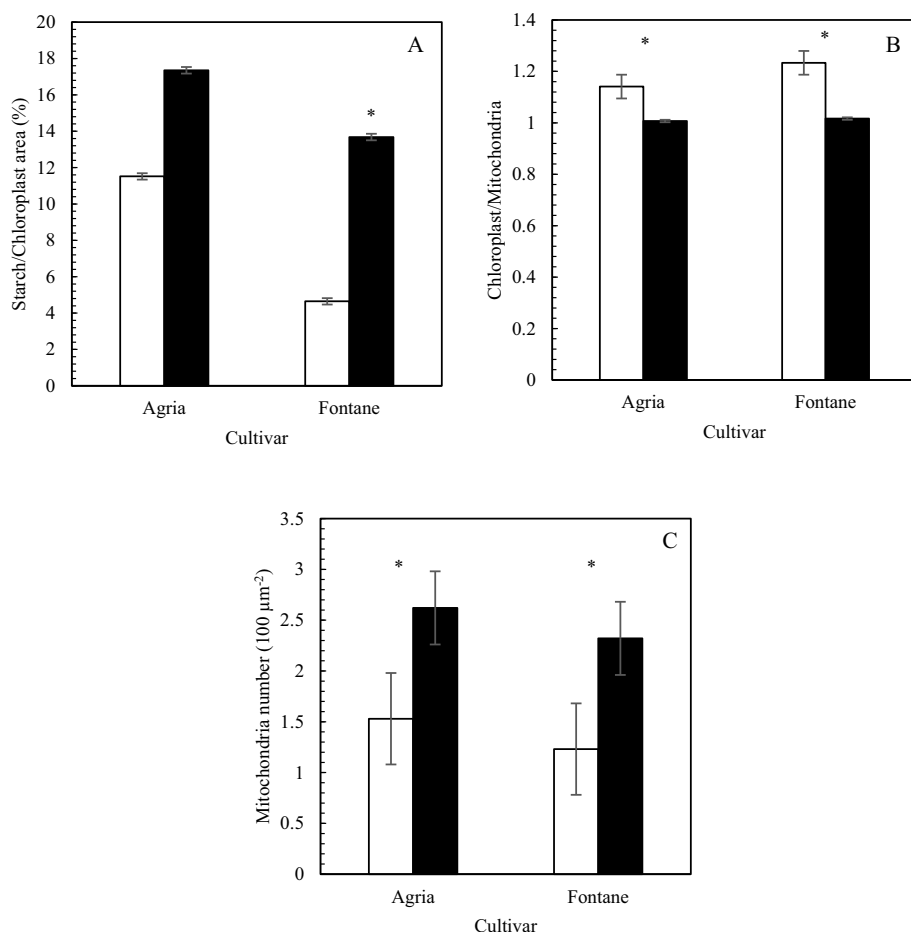 A
Starch/Chloroplast area (%)
20
18
16
14
12
10
8
6
4
2
0
*
Agria Fontane
Cultivar
B
Chloroplast/Mitochondria
1.4
1.2
1
0.8
0.6
0.4
0.2
0
* *
Agria Fontane
Cultivar
C
Mitochondria number (100 µm-2)
3.5
3
2.5
2
1.5
1
0.5
0
* *
Agria Fontane
Cultivar